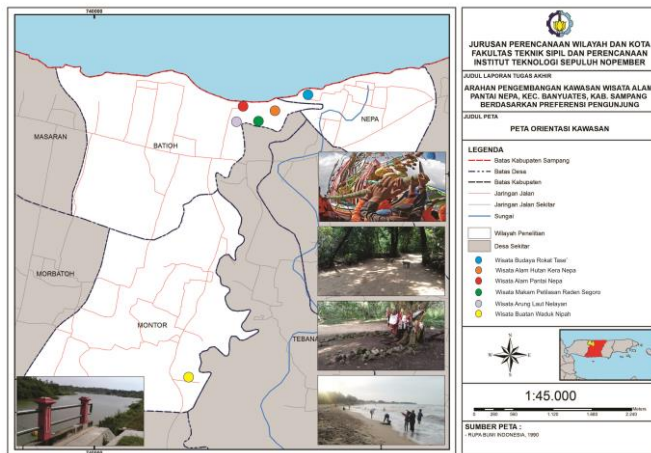 JURUSAN PERENCANAAN WILAYAH DAN KOTA
FAKULTAS TEKNIK SIPIL DAN PERENCANAAN
INSTITUT TEKNOLOGI SEPULUH NOPEMBER
JUDUL LAPORAN TUGAS AKHIR
ARAHAN PENGEMBANGAN KAWASAN WISATA ALAM
PANTAI NEPA, KEC. BANYUATES, KAB. SAMPANG
BERDASARKAN PREFERENSI PENGUNJUNG
JUDUL PETA
PETA ORIENTASI KAWASAN
LEGENDA
Batas Kabupaten Sampang
Batas Desa
Batas Kabupaten
Jaringan Jalan
Jaringan Jalan Sekitar
Sungai
Wilayah Penelitian
Desa Sekitar
Wisata Budaya Rokat Tase'
Wisata Alam Hutan Kera Nepa
Wisata Alam Pantai Nepa
Wisata Makam Petilasan Raden Segoro
Wisata Arung Laut Nelayan
Wisata Buatan Waduk Nipah
N
1:45.000
Meters
SUMBER PETA :
- RUPA BUMI INDONESIA, 1990
MASARAN
BATIOH
NEPA
MORBATOH
MONTOR
TEBANA